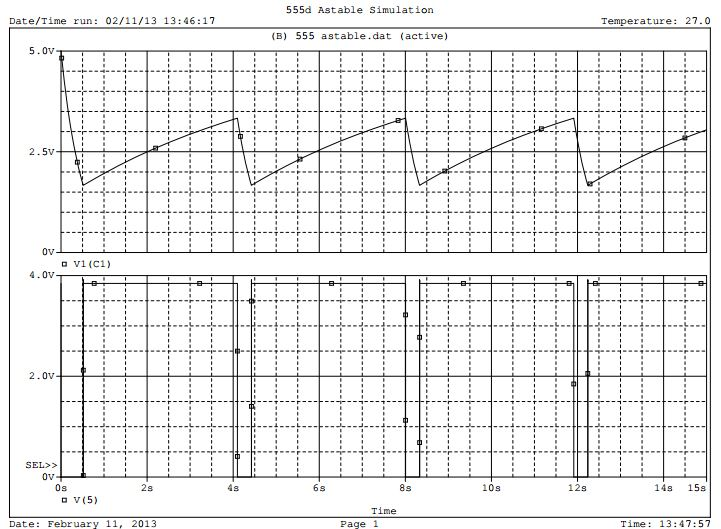 555d Astable Simulation
Date/Time run: 02/11/13 13:46:17 Temperature: 27.0
(B) 555 astable.dat (active)
5.0V
2.5V
0V
V1(C1)
4.0V
2.0V
SEL>>
0V
0s 2s 4s 6s 8s 10s 12s 14s 15s
V(5)
Time
Date: February 11, 2013 Page 1 Time: 13:47:57